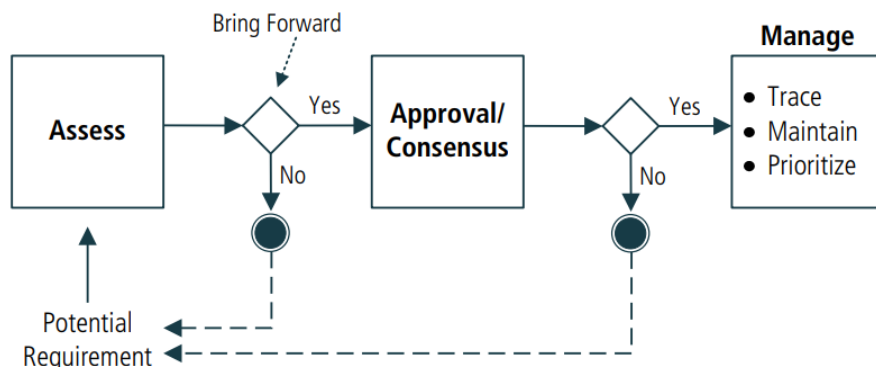 Bring Forward
Manage
Assess
Yes
Approval/
Consensus
Yes
● Trace
● Maintain
● Prioritize
No
No
Potential
Requirement